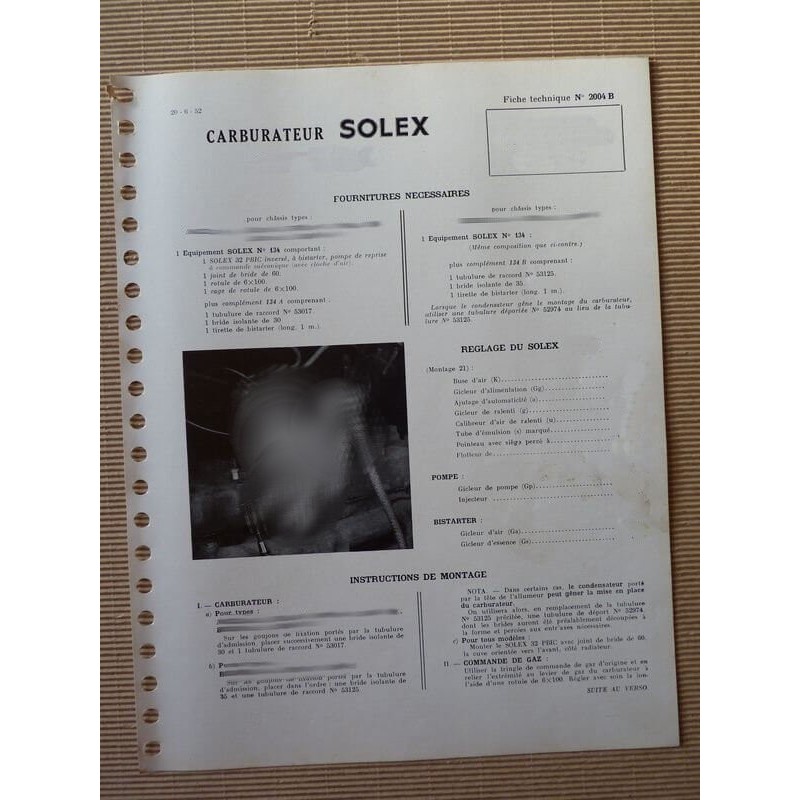 20 - 6 - 52
Fiche technique N° 2004 B
CARBURATEUR SOLEX
FOURNITURES NECESSAIRES
pour châssis types :
1 Equipement SOLEX N° 134 comportant :
1 SOLEX 32 PBIC inversé, à bistarter, pompe de reprise
à commande mécanique (avec cloche d'air).
1 joint de bride de 60.
1 rotule de 6×100.
1 cage de rotule de 6×100.
plus complément 134 A comprenant :
1 tubulure de raccord N° 53017.
1 bride isolante de 30
1 tirette de bistarter (long. 1 m.).
pour châssis types :
1 Equipement SOLEX N° 134 :
(Même composition que ci-contre.)
plus complément 134 B comprenant :
1 tubulure de raccord N° 53125.
1 bride isolante de 35
1 tirette de bistarter (long. 1 m.).
Lorsque le condensateur gêne le montage du carburateur,
utiliser une tubulure déportée N° 52974 au lieu de la tubu-
lure N° 53125.
REGLAGE DU SOLEX
(Montage 21) :
Buse d'air (K)
Gicleur d'alimentation (Gg)
Ajutage d'automaticité (a)
Gicleur de ralenti (g)
Calibreur d'air de ralenti (u)
Tube d'émulsion (s) marqué
Pointeau avec siège percé à
Flotteur de
POMPE :
Gicleur de pompe (Gp)
Injecteur
BISTARTER :
Gicleur d'air (Ga)
Gicleur d'essence (Gs)
INSTRUCTIONS DE MONTAGE
I. — CARBURATEUR :
a) Pour types :
Sur les goujons de fixation portés par la tubulure
d'admission, placer successivement une bride isolante de
30 et 1 tubulure de raccord N° 53017.
b)
Sur les goujons de fixation portés par la tubulure
d'admission, placer dans l'ordre : une bride isolante de
35 et une tubulure de raccord N° 53125.
NOTA. — Dans certains cas, le condensateur porté
par la tête de l'allumeur peut gêner la mise en place
du carburateur.
On utilisera alors, en remplacement de la tubulure
N° 53125 précitée, une tubulure de déport N° 52974,
dont les brides auront été préalablement découpées à
la forme et percées aux entr'axes nécessaires.
c) Pour tous modèles :
Monter le SOLEX 32 PBIC avec joint de bride de 60,
la cuve orientée vers l'avant, côté radiateur.
II. — COMMANDE DE GAZ :
Utiliser la tringle de commande de gaz d'origine et en
relier l'extrémité au levier de gaz du carburateur à
l'aide d'une rotule de 6×100. Régler avec soin la lon-
SUITE AU VERSO.